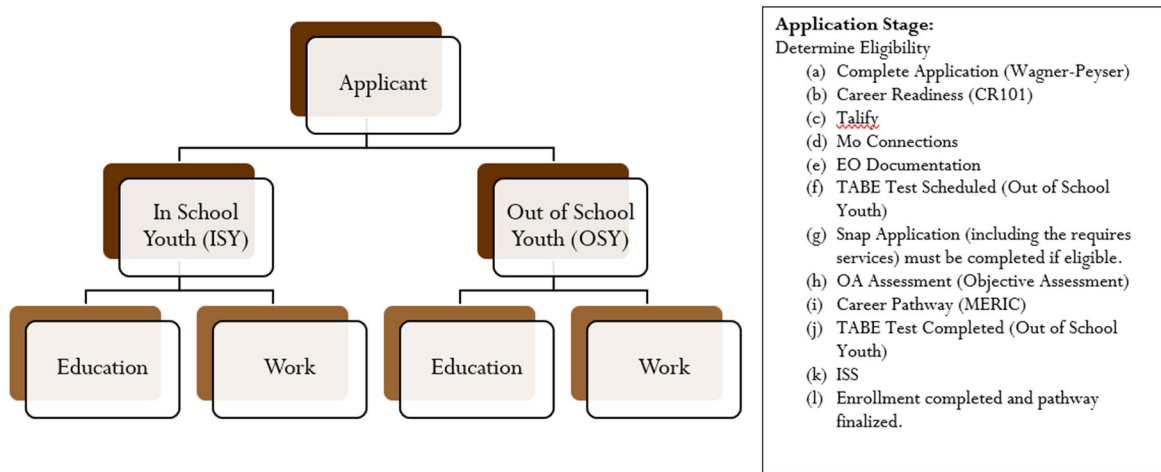 Applicant
In School
Youth (ISY)
Out of School
Youth (OSY)
Education
Work
Education
Work
Application Stage:
Determine Eligibility
(a) Complete Application (Wagner-Peyser)
(b) Career Readiness (CR101)
(c) Talify
(d) Mo Connections
(e) EO Documentation
(f) TABE Test Scheduled (Out of School
Youth)
(g) Snap Application (including the requires
services) must be completed if eligible.
(h) OA Assessment (Objective Assessment)
(i) Career Pathway (MERIC)
(j) TABE Test Completed (Out of School
Youth)
(k) ISS
(l) Enrollment completed and pathway
finalized.